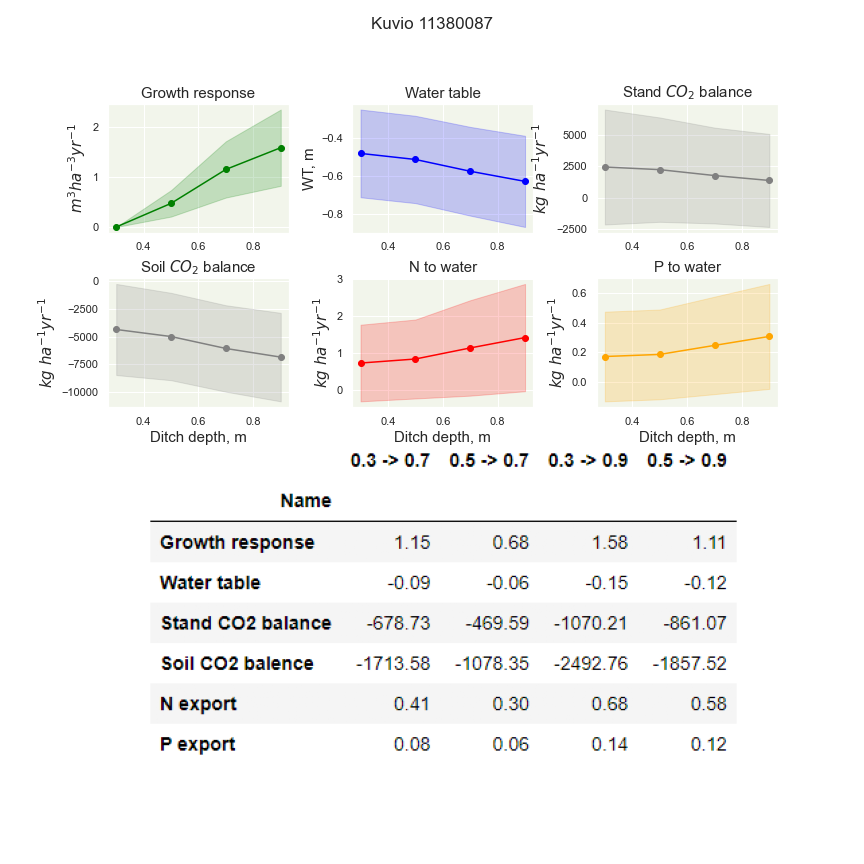 Kuvio 11380087
Growth response
Water table
Stand CO2 balance
m³ha⁻³yr⁻¹
2
1
0
0.4 0.6 0.8
WT, m
−0.4
−0.6
−0.8
0.4 0.6 0.8
kg ha⁻¹yr⁻¹
5000
2500
0
−2500
0.4 0.6 0.8
Soil CO2 balance
N to water
P to water
kg ha⁻¹yr⁻¹
0
−2500
−5000
−7500
−10000
0.4 0.6 0.8
Ditch depth, m
kg ha⁻¹yr⁻¹
3
2
1
0
0.4 0.6 0.8
Ditch depth, m
kg ha⁻¹yr⁻¹
0.6
0.4
0.2
0.0
0.4 0.6 0.8
Ditch depth, m
0.3 -> 0.7 0.5 -> 0.7 0.3 -> 0.9 0.5 -> 0.9
Name
Growth response 1.15 0.68 1.58 1.11
Water table -0.09 -0.06 -0.15 -0.12
Stand CO2 balance -678.73 -469.59 -1070.21 -861.07
Soil CO2 balence -1713.58 -1078.35 -2492.76 -1857.52
N export 0.41 0.30 0.68 0.58
P export 0.08 0.06 0.14 0.12